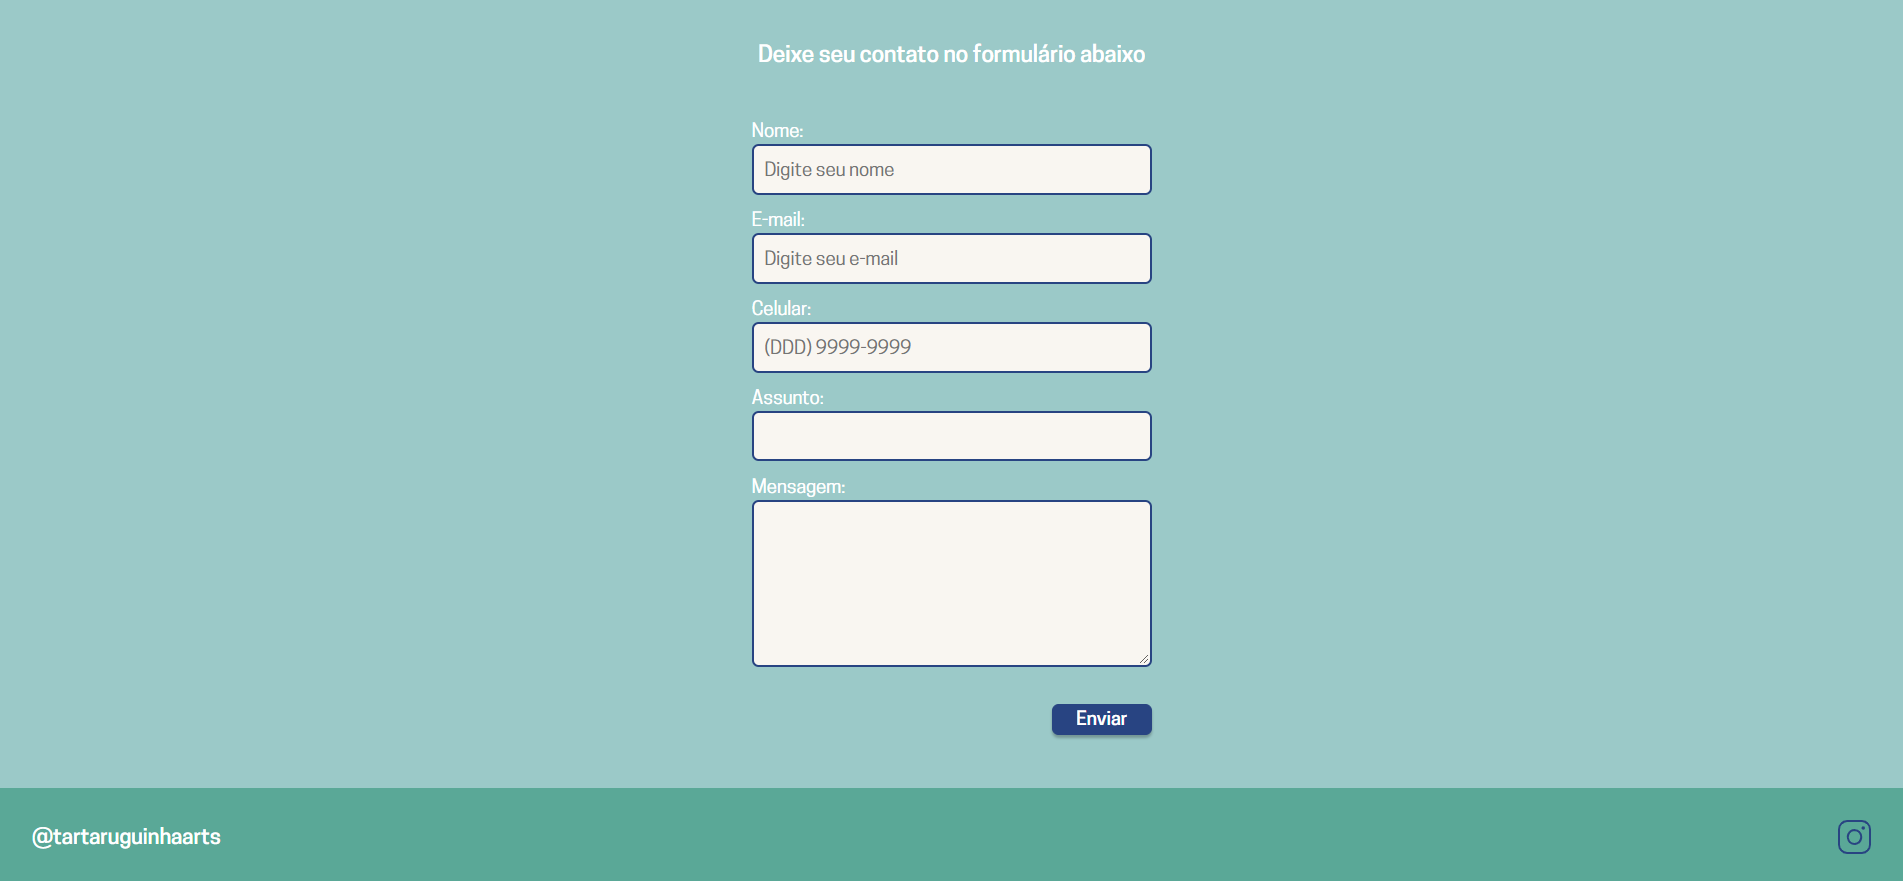 Deixe seu contato no formulário abaixo
Nome:
Digite seu nome
E-mail:
Digite seu e-mail
Celular:
(DDD) 9999-9999
Assunto:
Mensagem:
Enviar
@tartaruguinhaarts